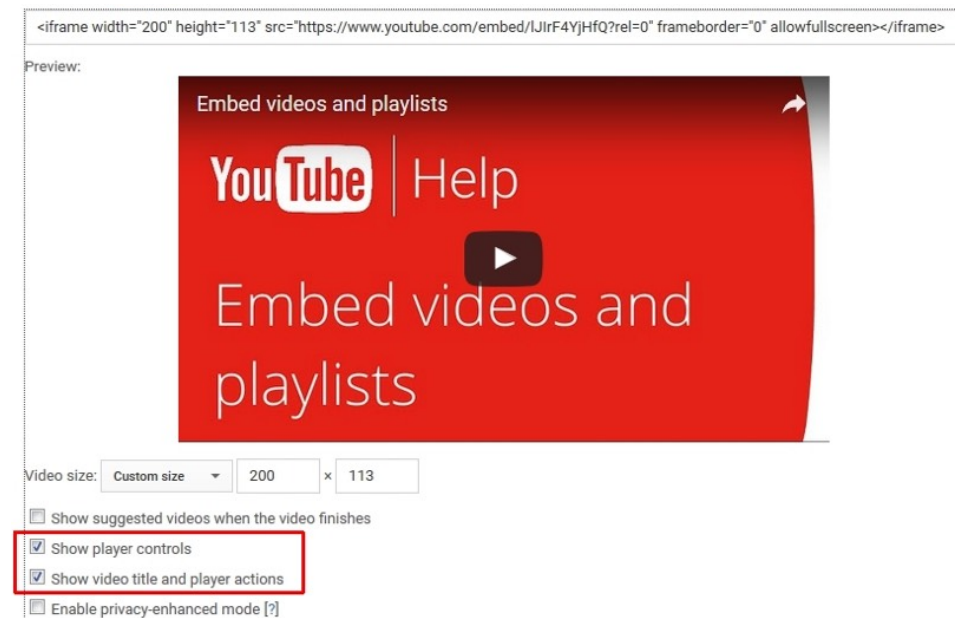 <iframe width="200" height="113" src="https://www.youtube.com/embed/lJIrF4YjHfQ?rel=0" frameborder="0" allowfullscreen></iframe>
Preview:
Embed videos and playlists
YouTube Help
Embed videos and
playlists
Video size: Custom size 200 × 113
Show suggested videos when the video finishes
Show player controls
Show video title and player actions
Enable privacy-enhanced mode [?]